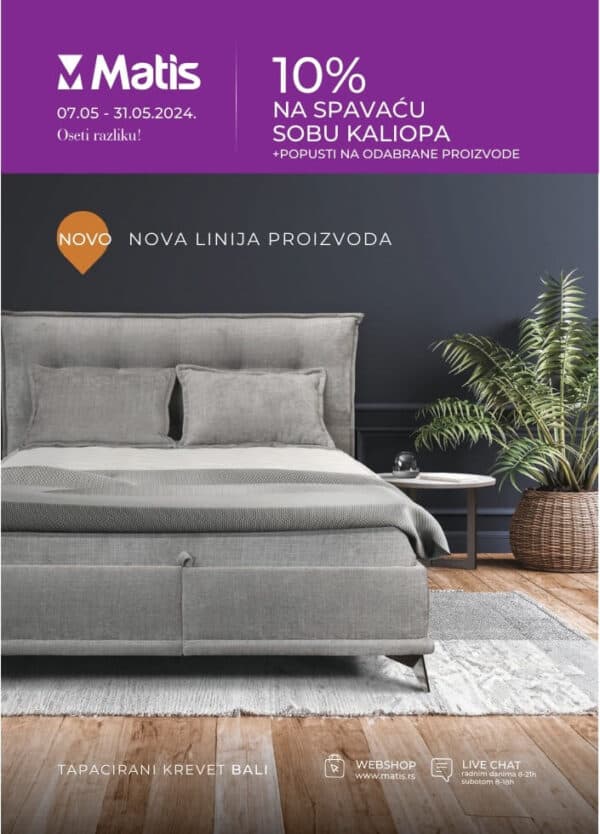 Matis
07.05 - 31.05.2024.
Oseti razliku!
10%
NA SPAVAĆU
SOBU KALIOPA
+POPUSTI NA ODABRANE PROIZVODE
NOVO NOVA LINIJA PROIZVODA
TAPACIRANI KREVET BALI
WEBSHOP
www.matis.rs
LIVE CHAT
radnim danima 8-21h
subotom 8-18h